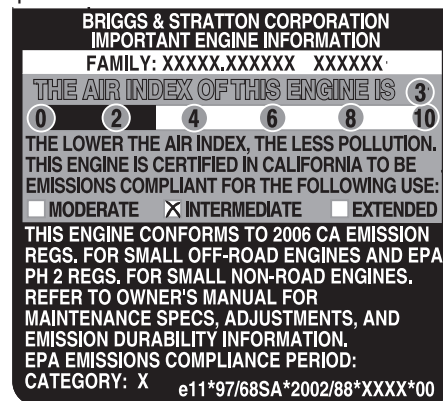 BRIGGS & STRATTON CORPORATION
IMPORTANT ENGINE INFORMATION
FAMILY: XXXXX.XXXXXX XXXXXX
THE AIR INDEX OF THIS ENGINE IS 3
0 2 4 6 8 10
THE LOWER THE AIR INDEX, THE LESS POLLUTION.
THIS ENGINE IS CERTIFIED IN CALIFORNIA TO BE
EMISSIONS COMPLIANT FOR THE FOLLOWING USE:
MODERATE INTERMEDIATE EXTENDED
THIS ENGINE CONFORMS TO 2006 CA EMISSION
REGS. FOR SMALL OFF-ROAD ENGINES AND EPA
PH 2 REGS. FOR SMALL NON-ROAD ENGINES.
REFER TO OWNER'S MANUAL FOR
MAINTENANCE SPECS, ADJUSTMENTS, AND
EMISSION DURABILITY INFORMATION.
EPA EMISSIONS COMPLIANCE PERIOD:
CATEGORY: X e11*97/68SA*2002/88*XXXX*00